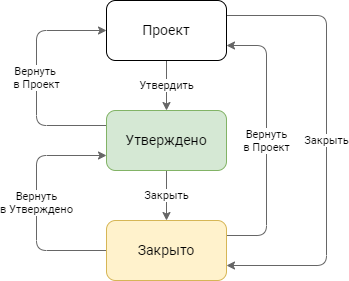 Проект
Вернуть
в Проект
Утвердить
Утверждено
Вернуть
в Проект
Закрыть
Закрыть
Вернуть
в Утверждено
Закрыто